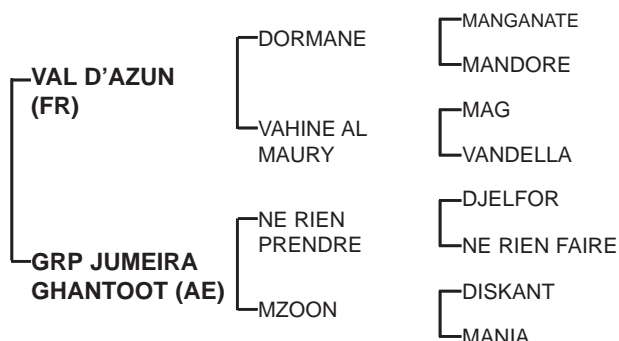 MANGANATE
DORMANE
MANDORE
VAL D’AZUN
(FR)
MAG
VAHINE AL
MAURY
VANDELLA
DJELFOR
NE RIEN
PRENDRE
NE RIEN FAIRE
GRP JUMEIRA
GHANTOOT (AE)
DISKANT
MZOON
MANIA